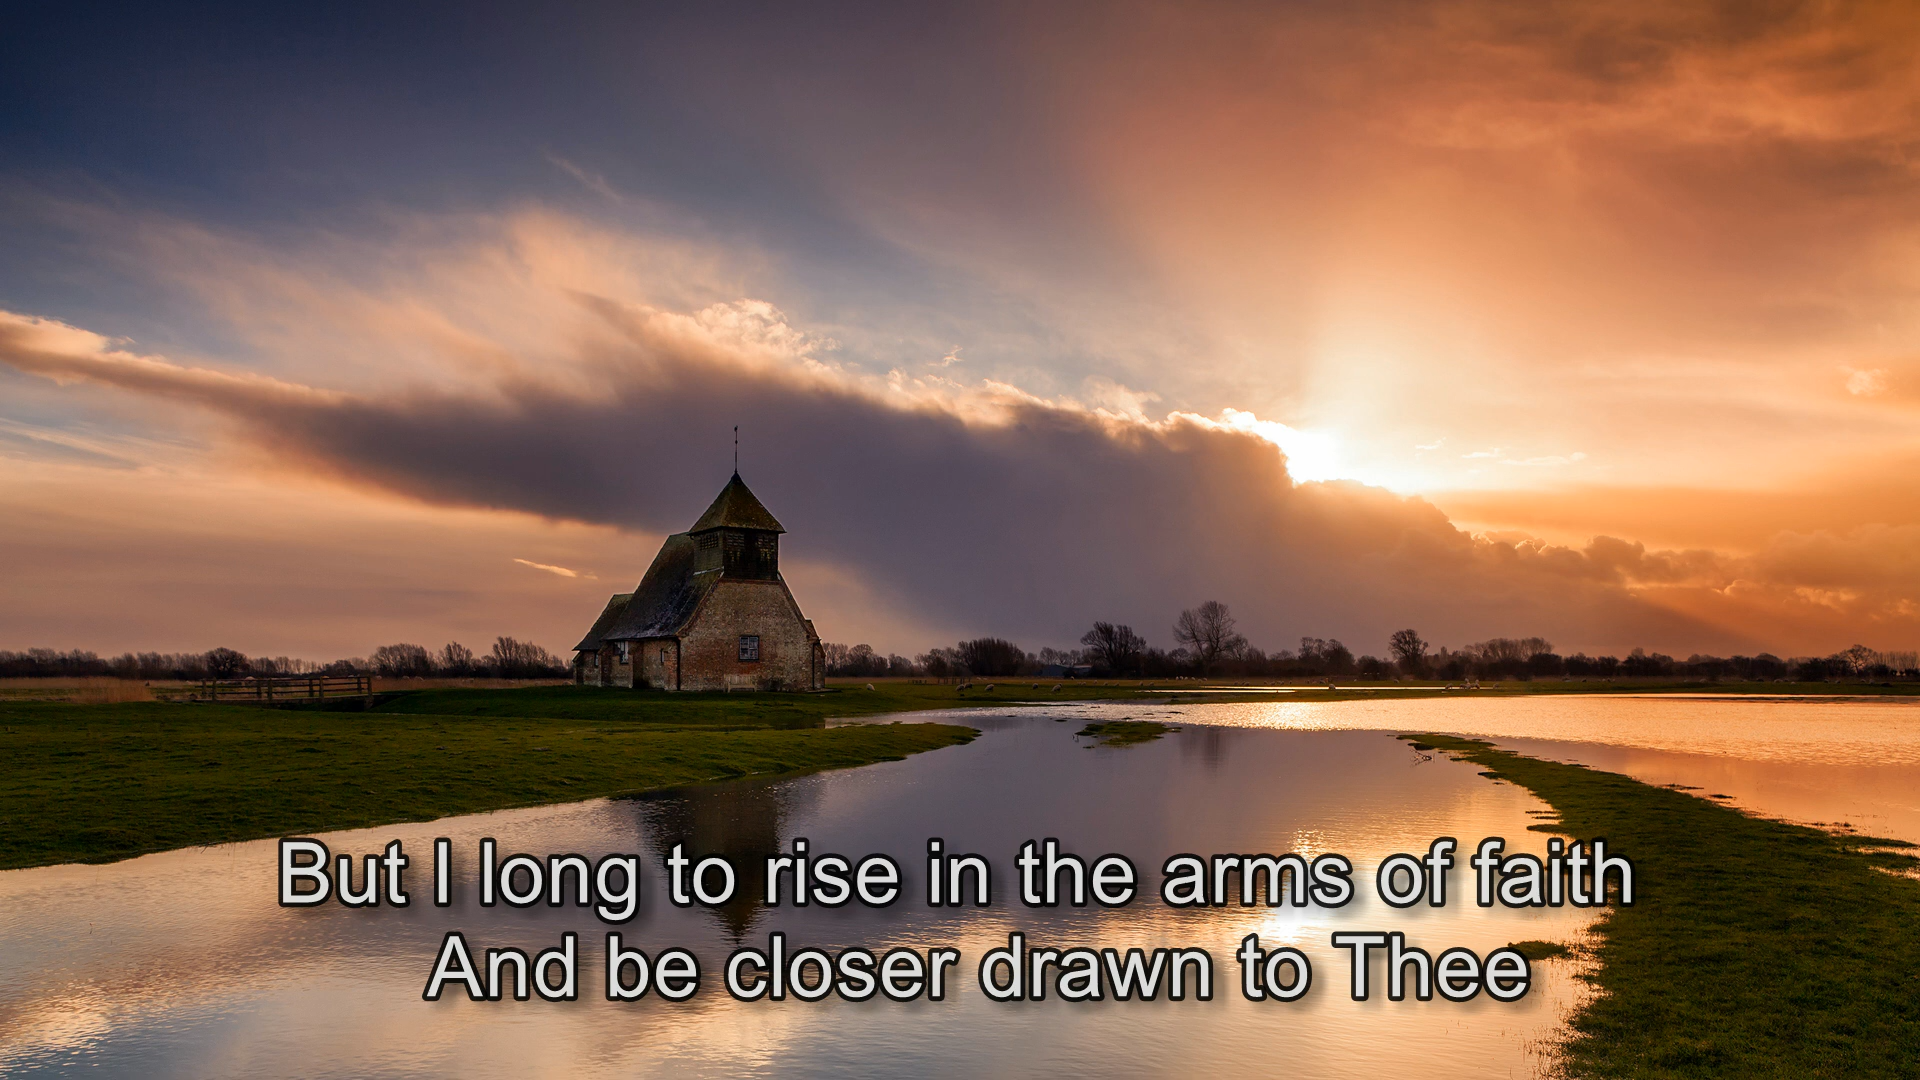 But I long to rise in the arms of faith
And be closer drawn to Thee